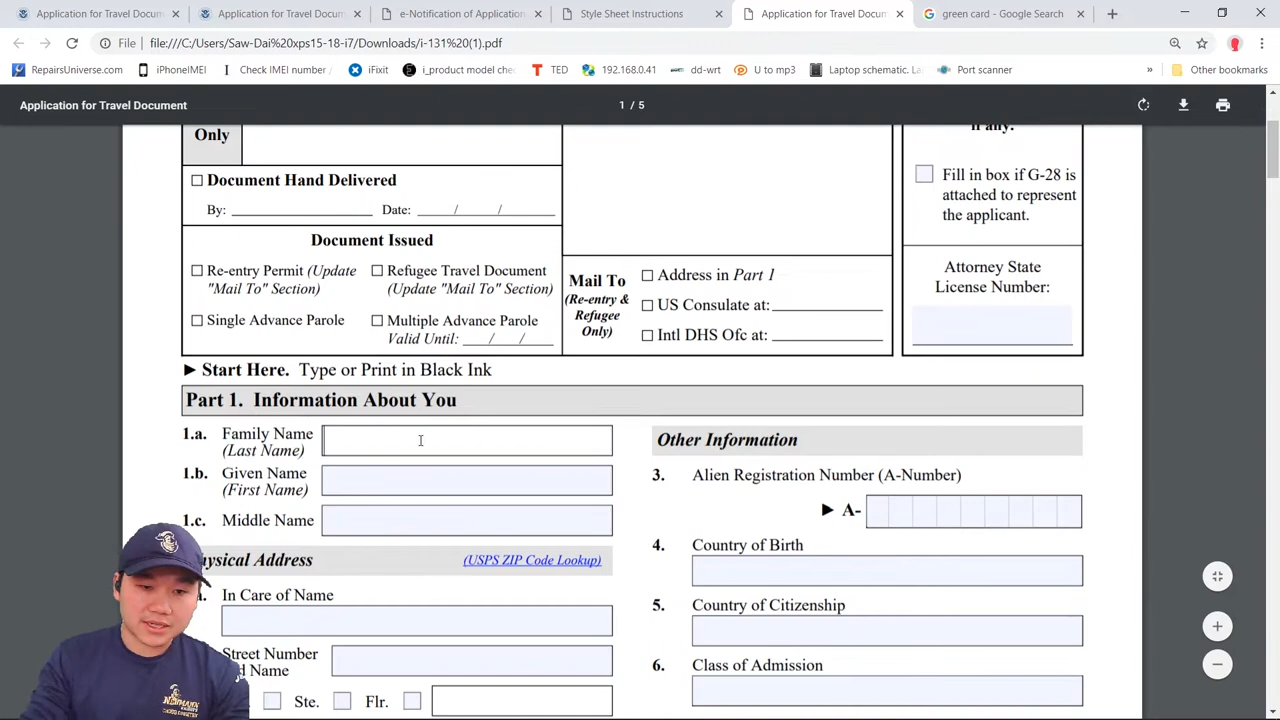 Application for Travel Docum
Application for Travel Docum
e-Notification of Application
Style Sheet Instructions
Application for Travel Docum
green card - Google Search
File
file:///C:/Users/Saw-Dai%20xps15-18-i7/Downloads/i-131%20(1).pdf
RepairsUniverse.com
iPhoneIMEI
Check IMEI number /
iFixit
i_product model che
TED
192.168.0.41
dd-wrt
U to mp3
Laptop schematic. La
Port scanner
»
Other bookmarks
Application for Travel Document
1 / 5
Only
if any.
Document Hand Delivered
By: Date: / /
Fill in box if G-28 is
attached to represent
the applicant.
Document Issued
Re-entry Permit (Update
"Mail To" Section)
Refugee Travel Document
(Update "Mail To" Section)
Single Advance Parole
Multiple Advance Parole
Valid Until: / /
Mail To
(Re-entry &
Refugee
Only)
Address in Part 1
US Consulate at:
Intl DHS Ofc at:
Attorney State
License Number:
► Start Here. Type or Print in Black Ink
Part 1. Information About You
1.a. Family Name
(Last Name)
1.b. Given Name
(First Name)
1.c. Middle Name
ysical Address
(USPS ZIP Code Lookup)
In Care of Name
Street Number
d Name
Ste. Flr.
Other Information
3. Alien Registration Number (A-Number)
► A-
4. Country of Birth
5. Country of Citizenship
6. Class of Admission